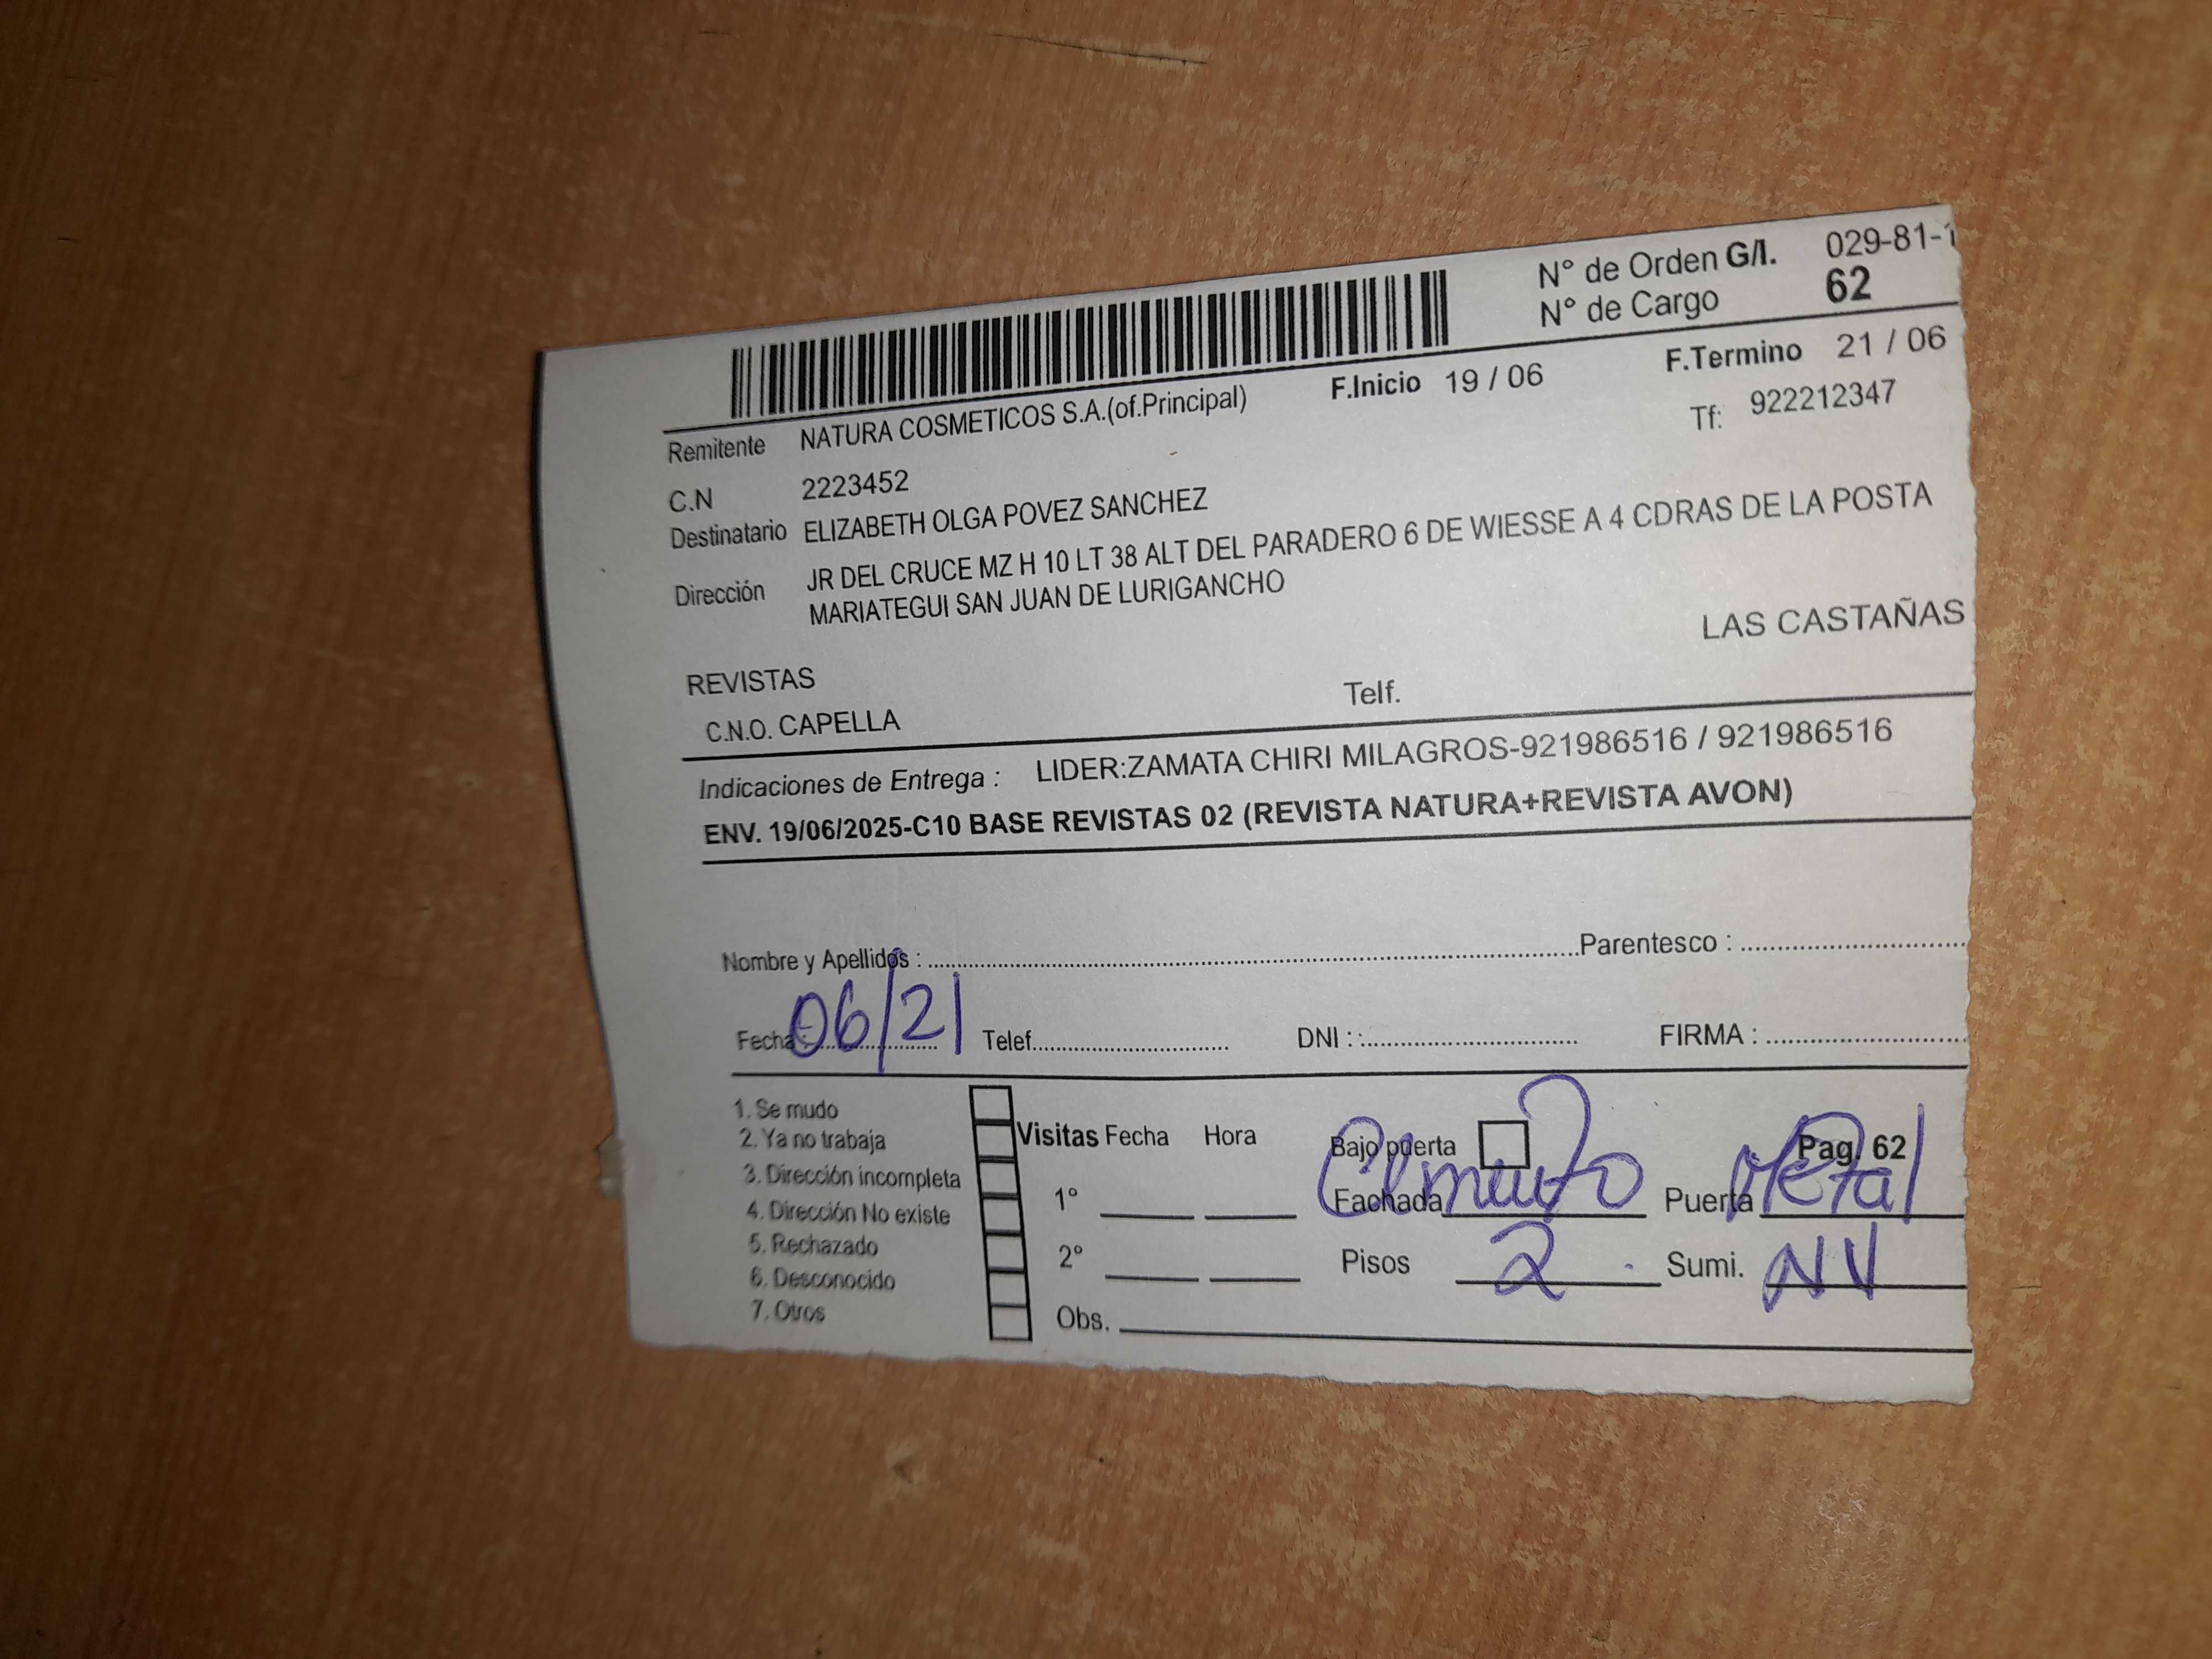 N° de Orden G/I. 029-81-1
N° de Cargo 62
F.Inicio 19 / 06 F.Termino 21 / 06
Remitente NATURA COSMETICOS S.A.(of.Principal) Tf: 922212347
C.N 2223452
Destinatario ELIZABETH OLGA POVEZ SANCHEZ
Dirección JR DEL CRUCE MZ H 10 LT 38 ALT DEL PARADERO 6 DE WIESSE A 4 CDRAS DE LA POSTA
MARIATEGUI SAN JUAN DE LURIGANCHO
LAS CASTAÑAS
REVISTAS
C.N.O. CAPELLA Telf.
Indicaciones de Entrega : LIDER:ZAMATA CHIRI MILAGROS-921986516 / 921986516
ENV. 19/06/2025-C10 BASE REVISTAS 02 (REVISTA NATURA+REVISTA AVON)
Nombre y Apellidos : Parentesco :
Fecha : 06/21 Telef. DNI : : FIRMA :
1. Se mudo
2. Ya no trabaja
3. Dirección incompleta
4. Dirección No existe
5. Rechazado
6. Desconocido
7. Otros
Visitas Fecha Hora
1°
2°
Obs.
Bajo puerta Pag. 62
Fachada Puerta Metal
Pisos 2 Sumi. NV